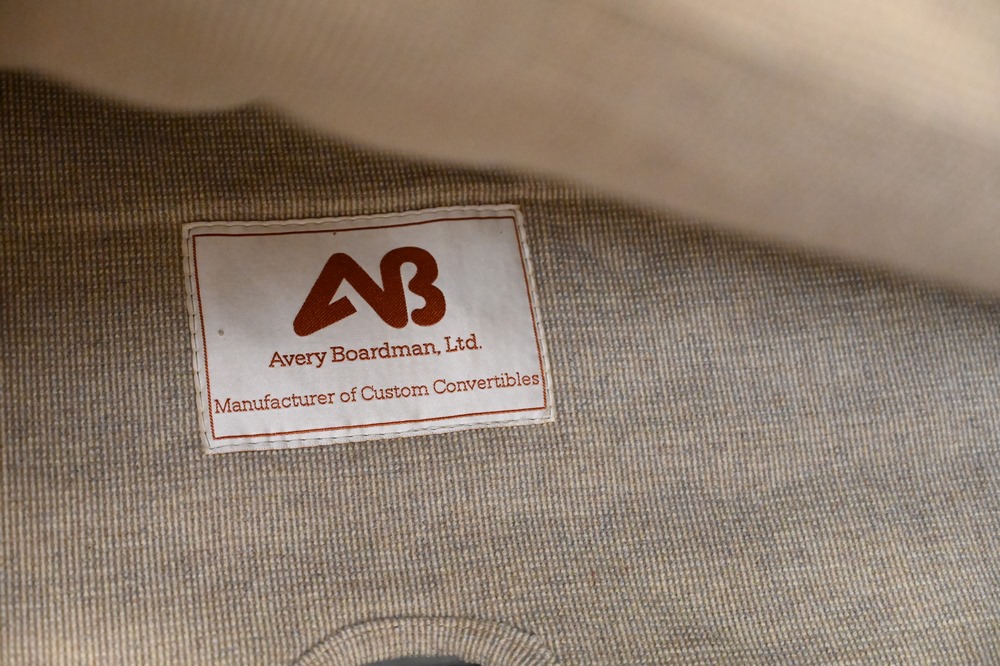 AB
Avery Boardman, Ltd.
Manufacturer of Custom Convertibles